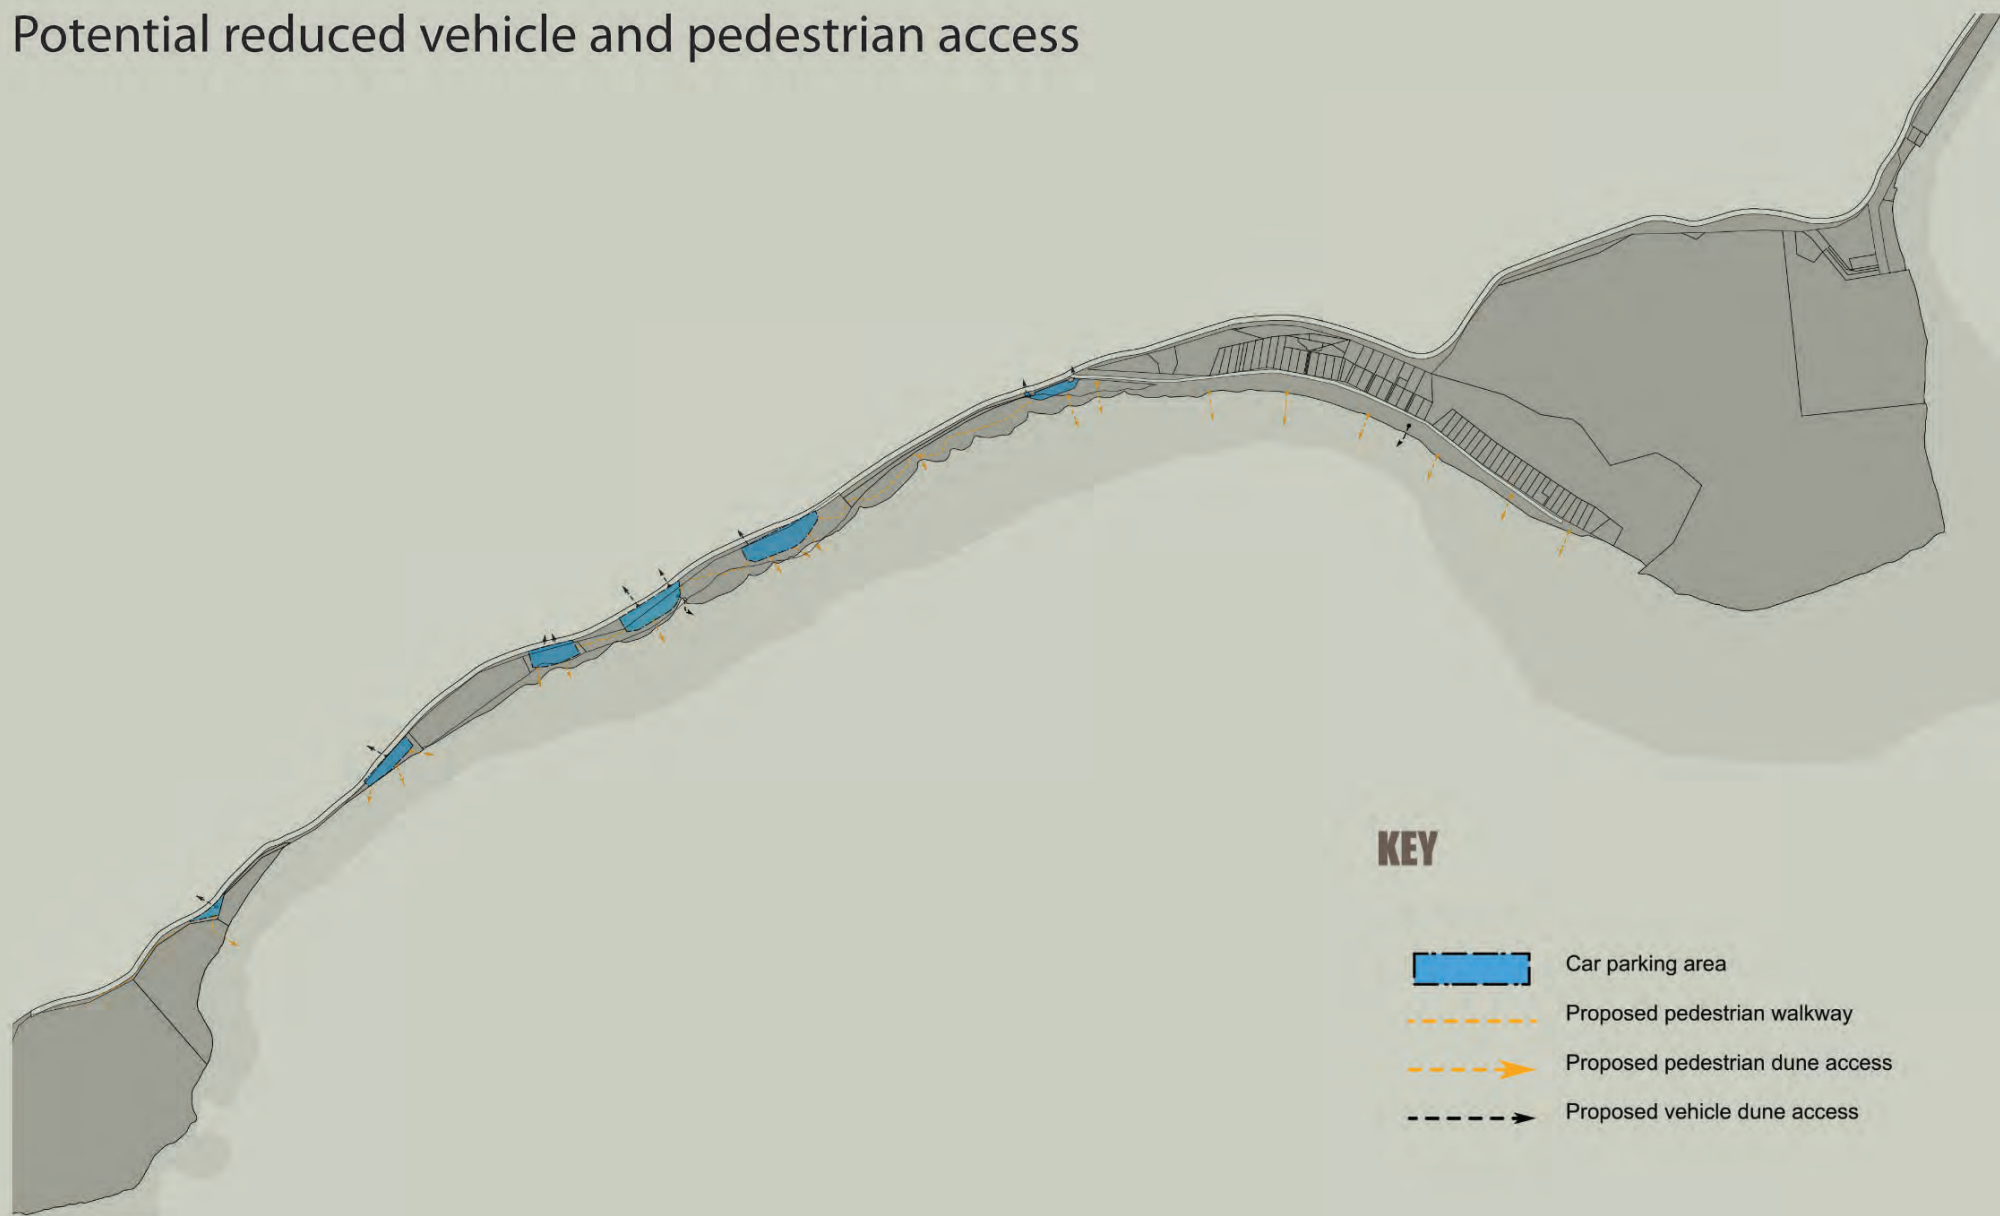 Potential reduced vehicle and pedestrian access
KEY
Car parking area
Proposed pedestrian walkway
Proposed pedestrian dune access
Proposed vehicle dune access